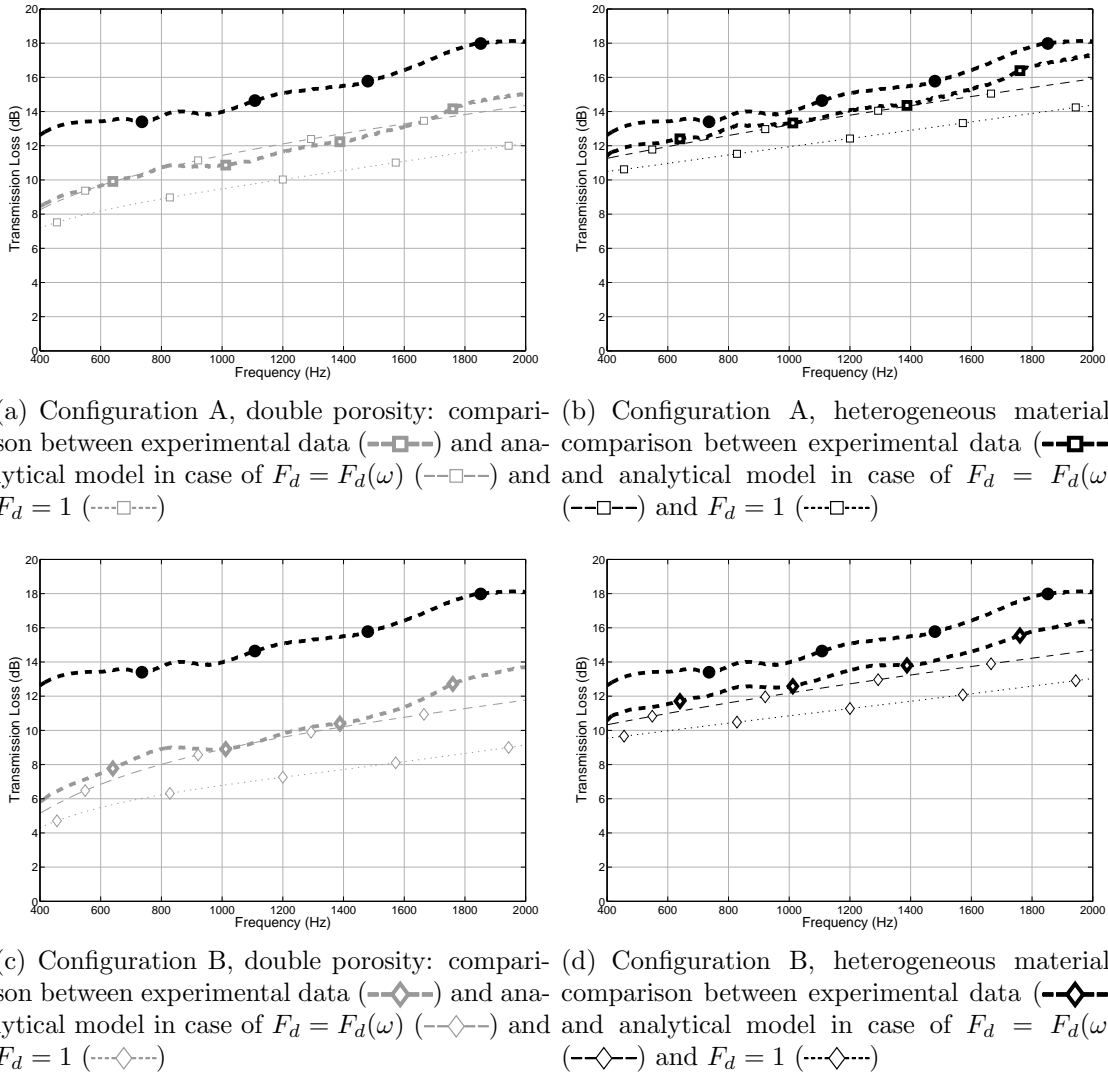 20
18
16
14
12
10
8
6
4
2
0
Transmission Loss (dB)
400 600 800 1000 1200 1400 1600 1800 2000
Frequency (Hz)
20
18
16
14
12
10
8
6
4
2
0
Transmission Loss (dB)
400 600 800 1000 1200 1400 1600 1800 2000
Frequency (Hz)
(a) Configuration A, double porosity: compari-
son between experimental data ( ) and ana-
lytical model in case of F_d = F_d(ω) ( ) and
F_d = 1 ( )
(b) Configuration A, heterogeneous material
comparison between experimental data (
and analytical model in case of F_d = F_d(ω
( ) and F_d = 1 ( )
20
18
16
14
12
10
8
6
4
2
0
Transmission Loss (dB)
400 600 800 1000 1200 1400 1600 1800 2000
Frequency (Hz)
20
18
16
14
12
10
8
6
4
2
0
Transmission Loss (dB)
400 600 800 1000 1200 1400 1600 1800 2000
Frequency (Hz)
(c) Configuration B, double porosity: compari-
son between experimental data ( ) and ana-
lytical model in case of F_d = F_d(ω) ( ) and
F_d = 1 ( )
(d) Configuration B, heterogeneous material
comparison between experimental data (
and analytical model in case of F_d = F_d(ω
( ) and F_d = 1 ( )